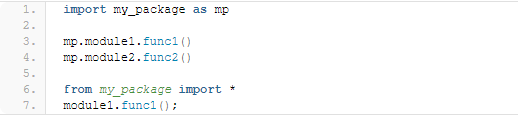 1. import my_package as mp
2.
3. mp.module1.func1()
4. mp.module2.func2()
5.
6. from my_package import *
7. module1.func1();